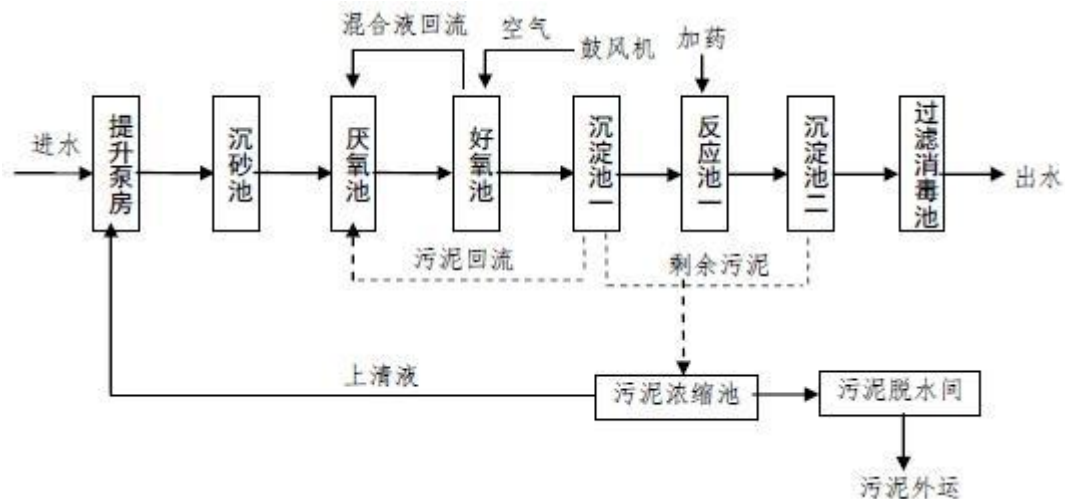 混合液回流
空气
鼓风机
加药
进水
提升泵房
沉砂池
厌氧池
好氧池
沉淀池一
反应池一
沉淀池二
过滤消毒池
出水
污泥回流
剩余污泥
上清液
污泥浓缩池
污泥脱水间
污泥外运